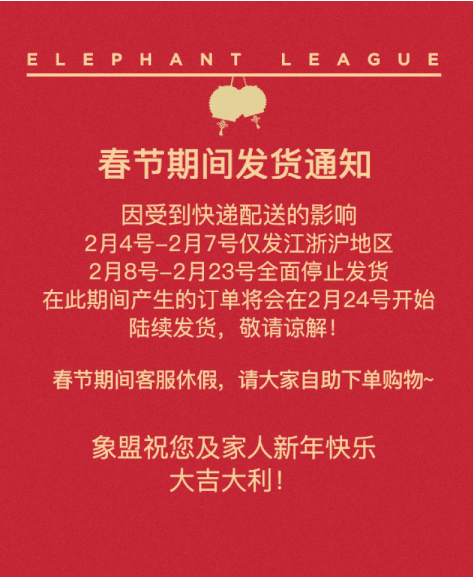 ELEPHANT LEAGUE
春节期间发货通知
因受到快递配送的影响
2月4号-2月7号仅发江浙沪地区
2月8号-2月23号全面停止发货
在此期间产生的订单将会在2月24号开始
陆续发货，敬请谅解！
春节期间客服休假，请大家自助下单购物~
象盟祝您及家人新年快乐
大吉大利！